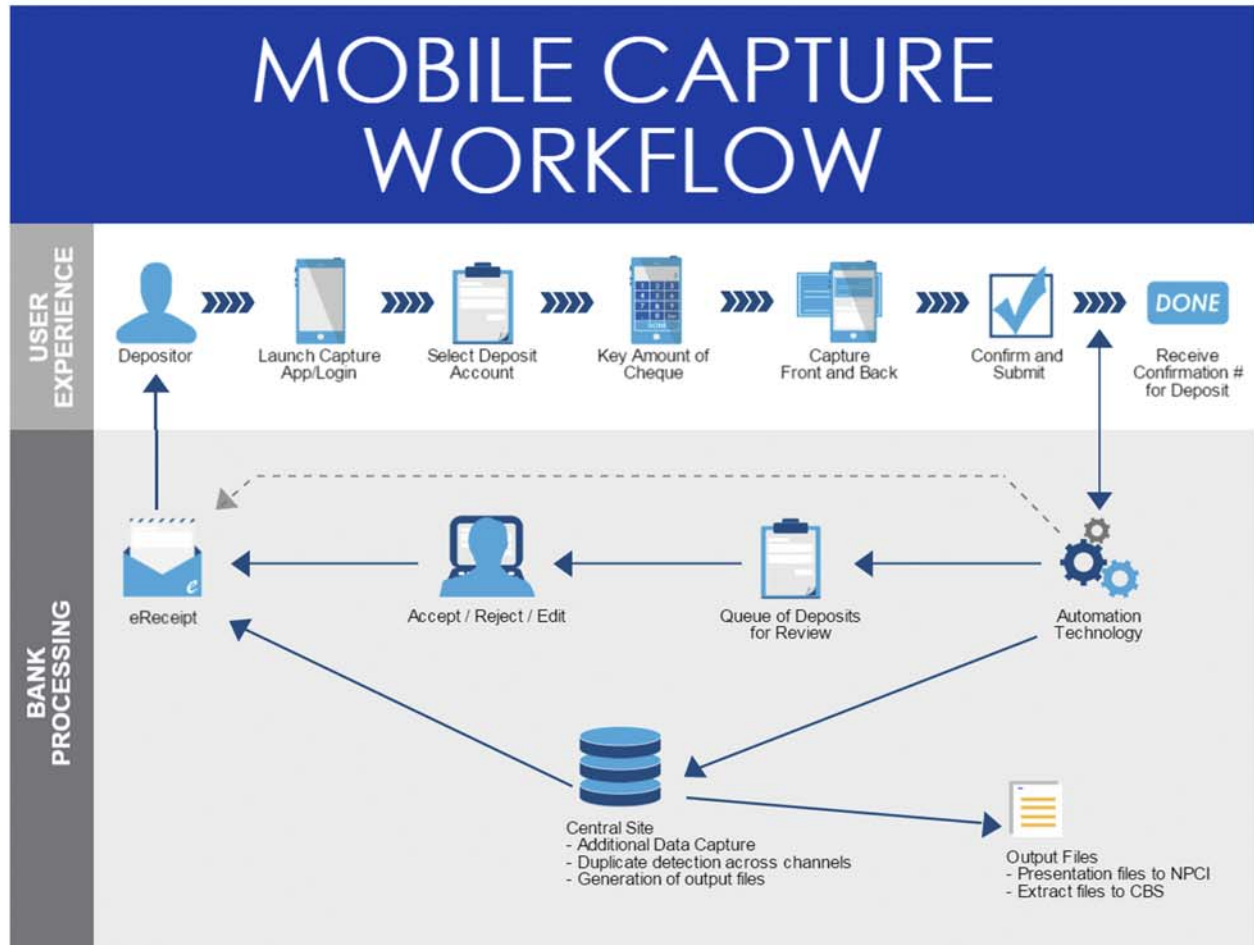 MOBILE CAPTURE
WORKFLOW
USER
EXPERIENCE
Depositor
Launch Capture
App/Login
Select Deposit
Account
Key Amount of
Cheque
DONE
Capture
Front and Back
Confirm and
Submit
DONE
Receive
Confirmation #
for Deposit
BANK
PROCESSING
e
eReceipt
Accept / Reject / Edit
Queue of Deposits
for Review
Automation
Technology
Central Site
- Additional Data Capture
- Duplicate detection across channels
- Generation of output files
Output Files
- Presentation files to NPCI
- Extract files to CBS